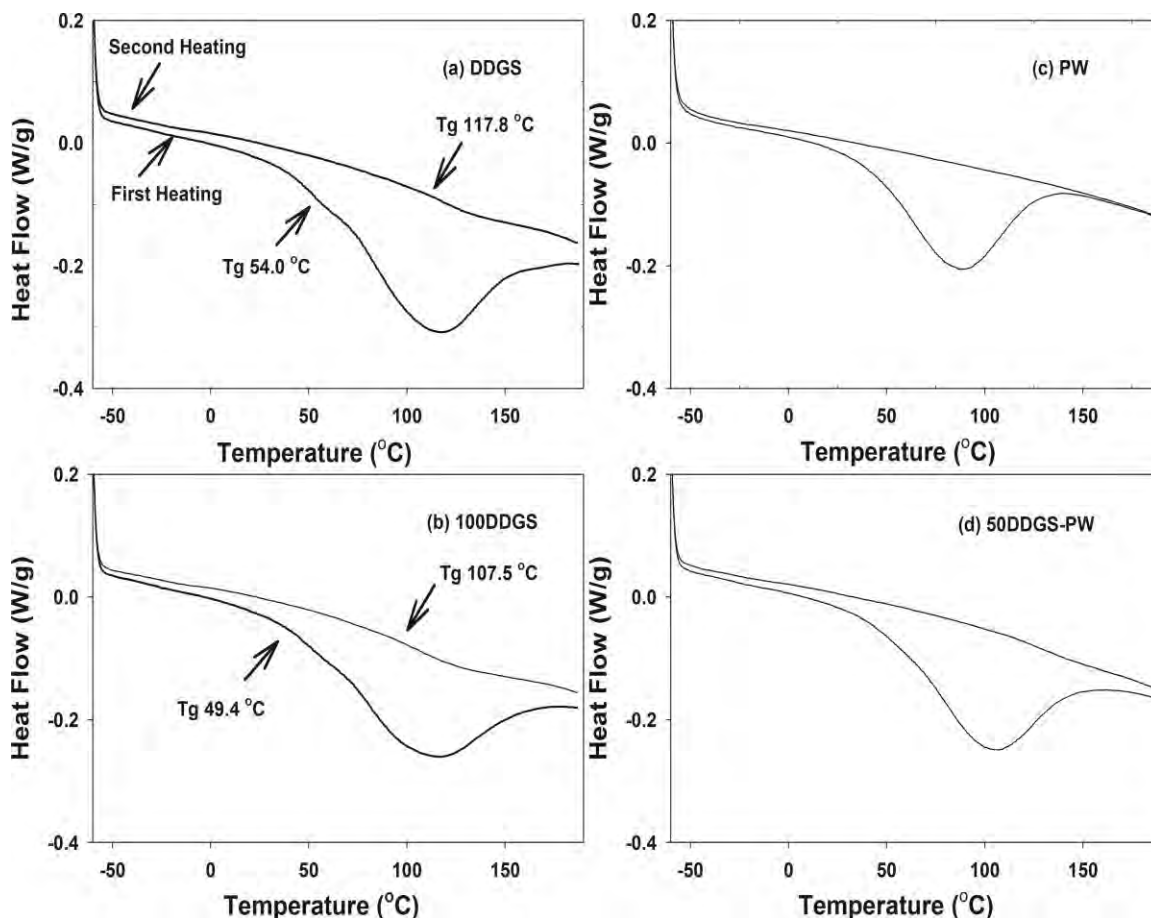 0.2
0.0
-0.2
-0.4
Heat Flow (W/g)
Second Heating
First Heating
(a) DDGS
Tg 117.8 °C
Tg 54.0 °C
-50
0
50
100
150
Temperature (°C)
0.2
0.0
-0.2
-0.4
Heat Flow (W/g)
(c) PW
-50
0
50
100
150
Temperature (°C)
0.2
0.0
-0.2
-0.4
Heat Flow (W/g)
(b) 100DDGS
Tg 107.5 °C
Tg 49.4 °C
-50
0
50
100
150
Temperature (°C)
0.2
0.0
-0.2
-0.4
Heat Flow (W/g)
(d) 50DDGS-PW
-50
0
50
100
150
Temperature (°C)